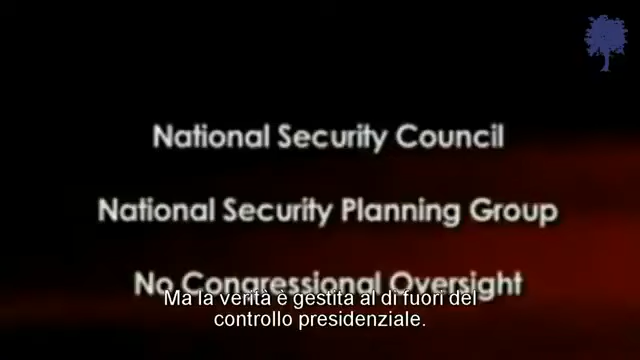 National Security Council
National Security Planning Group
No Congressional Oversight
Ma la verità è gestita al di fuori del
controllo presidenziale.